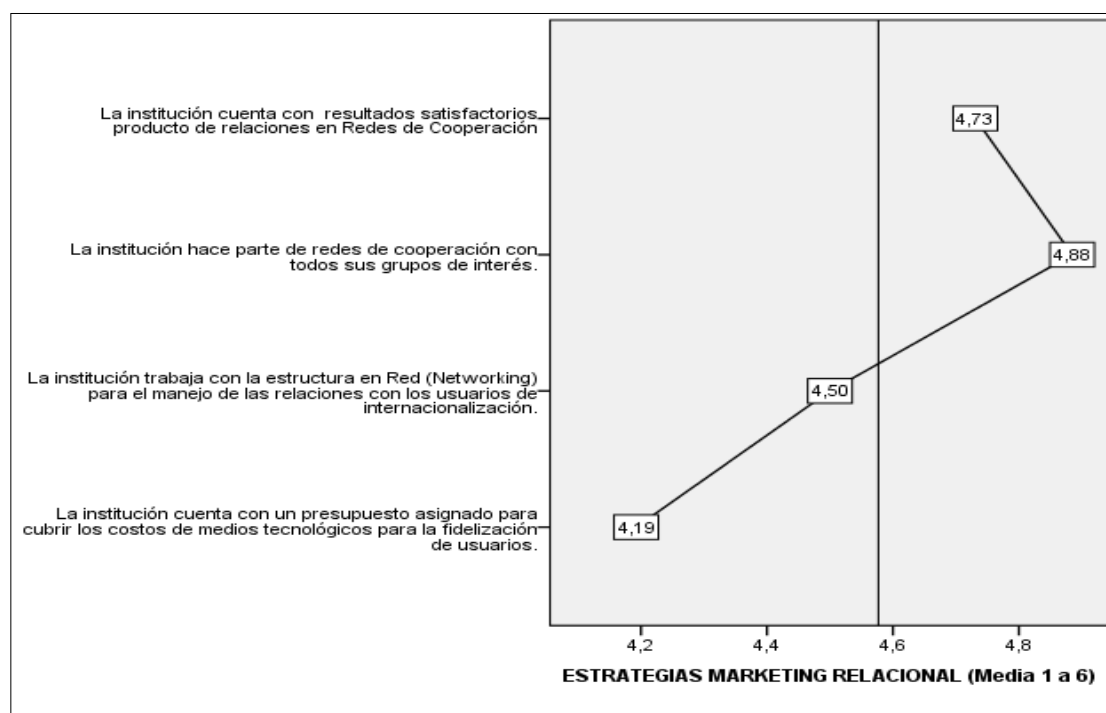 La institución cuenta con resultados satisfactorios
producto de relaciones en Redes de Cooperación
4,73
La institución hace parte de redes de cooperación con
todos sus grupos de interés.
4,88
La institución trabaja con la estructura en Red (Networking)
para el manejo de las relaciones con los usuarios de
internacionalización.
4,50
La institución cuenta con un presupuesto asignado para
cubrir los costos de medios tecnológicos para la fidelización
de usuarios.
4,19
4,2 4,4 4,6 4,8
ESTRATEGIAS MARKETING RELACIONAL (Media 1 a 6)